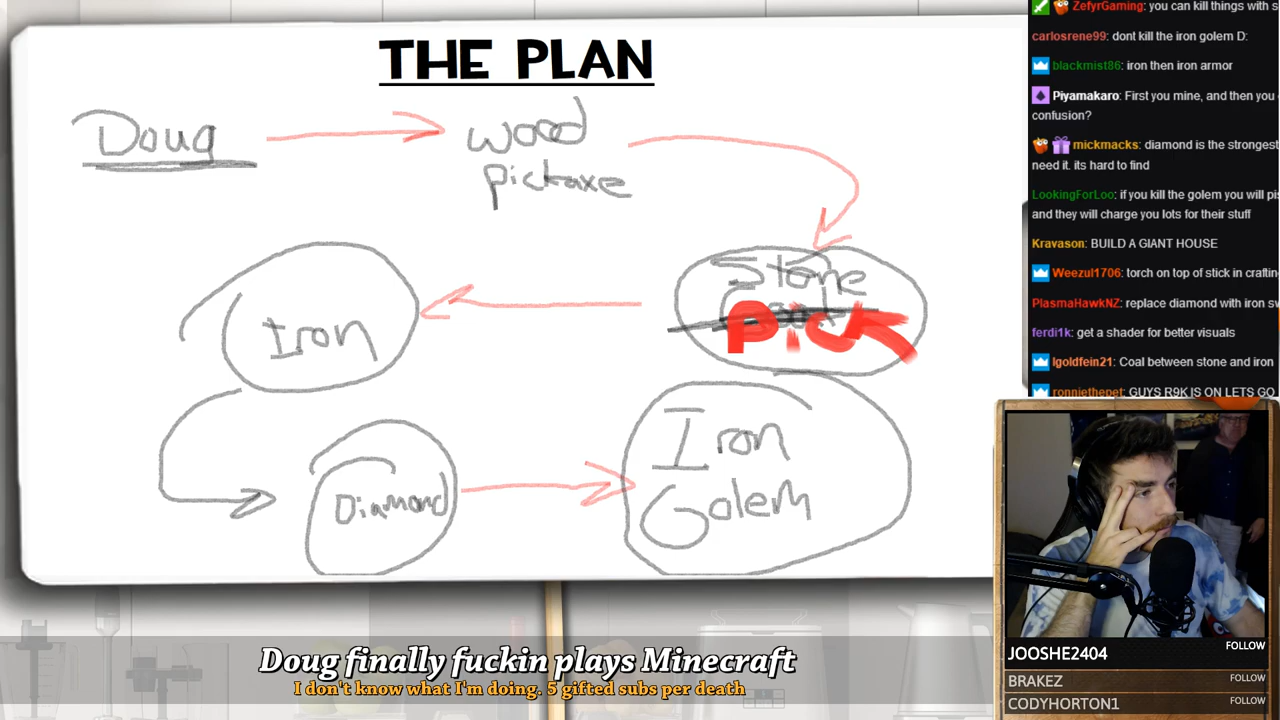 THE PLAN
Doug
wood
pickaxe
Stone
PICK
Iron
Diamond
Iron
Golem
ZefyrGaming: you can kill things with s
carlosrene99: dont kill the iron golem D:
blackmist86: iron then iron armor
Piyamakaro: First you mine, and then you
confusion?
mickmacks: diamond is the strongest
need it. its hard to find
LookingForLoo: if you kill the golem you will pis
and they will charge you lots for their stuff
Kravason: BUILD A GIANT HOUSE
Weezul1706: torch on top of stick in craftin
PlasmaHawkNZ: replace diamond with iron sw
ferdi1k: get a shader for better visuals
lgoldfein21: Coal between stone and iron
ronniethepet: GUYS R9K IS ON LETS GO
JOOSHE2404 FOLLOW
BRAKEZ FOLLOW
CODYHORTON1 FOLLOW
Doug finally fuckin plays Minecraft
I don't know what I'm doing. 5 gifted subs per death